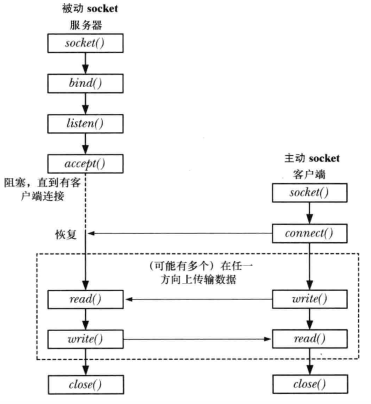 被动 socket
服务器
socket()
bind()
listen()
accept()
阻塞，直到有客
户端连接
主动 socket
客户端
socket()
恢复
connect()
（可能有多个）在任一
方向上传输数据
read()
write()
write()
read()
close()
close()